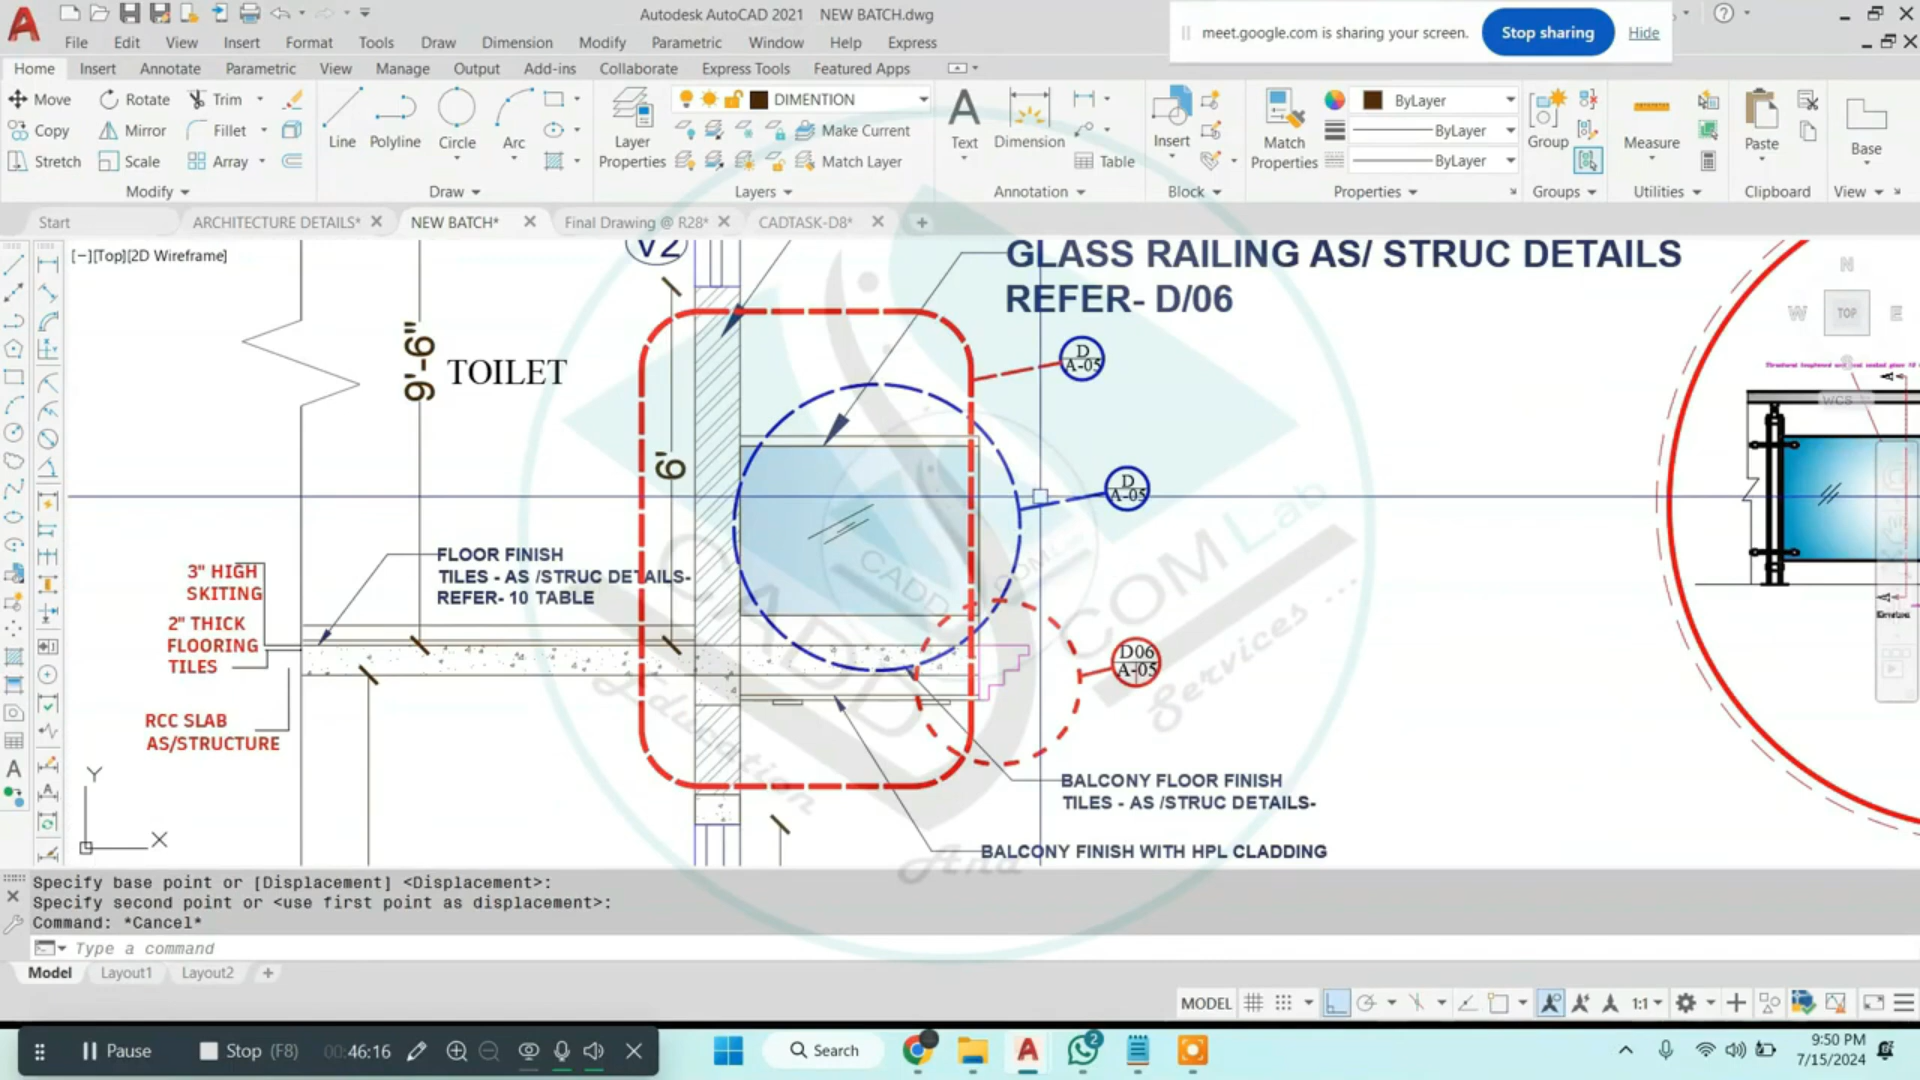 Autodesk AutoCAD 2021 NEW BATCH.dwg
meet.google.com is sharing your screen. Stop sharing Hide
File Edit View Insert Format Tools Draw Dimension Modify Parametric Window Help Express
Home Insert Annotate Parametric View Manage Output Add-ins Collaborate Express Tools Featured Apps
Move Rotate Trim
Copy Mirror Fillet
Stretch Scale Array
Line Polyline Circle Arc
Layer Properties
DIMENTION
Make Current
Match Layer
Text Dimension Table
Insert
Match Properties
ByLayer
ByLayer
ByLayer
Group Measure Paste Base
Modify Draw Layers Annotation Block Properties Groups Utilities Clipboard View
Start ARCHITECTURE DETAILS* NEW BATCH* Final Drawing @ R28* CADTASK-D8*
[−][Top][2D Wireframe]
V2
GLASS RAILING AS/ STRUC DETAILS
REFER- D/06
N
W TOP E
WCS
9'-6"
TOILET
D
A-05
6'
D
A-05
FLOOR FINISH
TILES - AS /STRUC DETAILS-
REFER- 10 TABLE
3" HIGH
SKITING
2" THICK
FLOORING
TILES
D06
A-05
RCC SLAB
AS/STRUCTURE
BALCONY FLOOR FINISH
TILES - AS /STRUC DETAILS-
BALCONY FINISH WITH HPL CLADDING
CADD
COM Lab
Education
And
Services ...
Y
X
Specify base point or [Displacement] <Displacement>:
Specify second point or <use first point as displacement>:
Command: *Cancel*
Type a command
Model Layout1 Layout2
MODEL 1:1
Pause Stop (F8) 00:46:16
Search
2
9:50 PM
7/15/2024